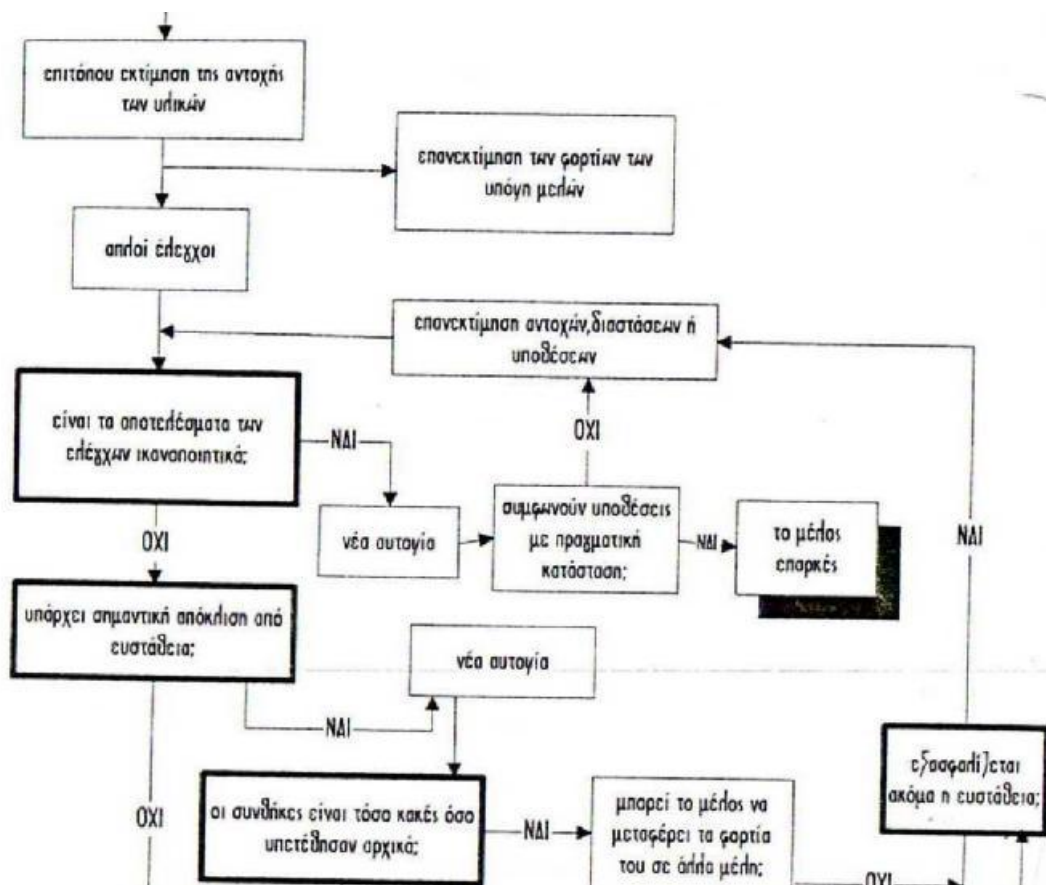 επιτόπου εκτίμηση της αντοχής
των υλικών
επανεκτίμηση των φορτίων των
υπόψη μελών
απλοί έλεγχοι
επανεκτίμηση αντοχών,διαστάσεων ή
υποθέσεων
είναι τα αποτελέσματα των
ελέγχων ικανοποιητικά;
ΝΑΙ
ΟΧΙ
νέα αυτοψία
συμφωνούν υποθέσεις
με πραγματική
κατάσταση;
ΝΑΙ
το μέλος
επαρκές
ΝΑΙ
ΟΧΙ
υπάρχει σημαντική απόκλιση από
ευστάθεια;
νέα αυτοψία
ΝΑΙ
εξασφαλίζεται
ακόμα η ευστάθεια;
ΟΧΙ
οι συνθήκες είναι τόσο κακές όσο
υπετέθησαν αρχικά;
ΝΑΙ
μπορεί το μέλος να
μεταφέρει τα φορτία
του σε άλλα μέλη;
ΟΧΙ